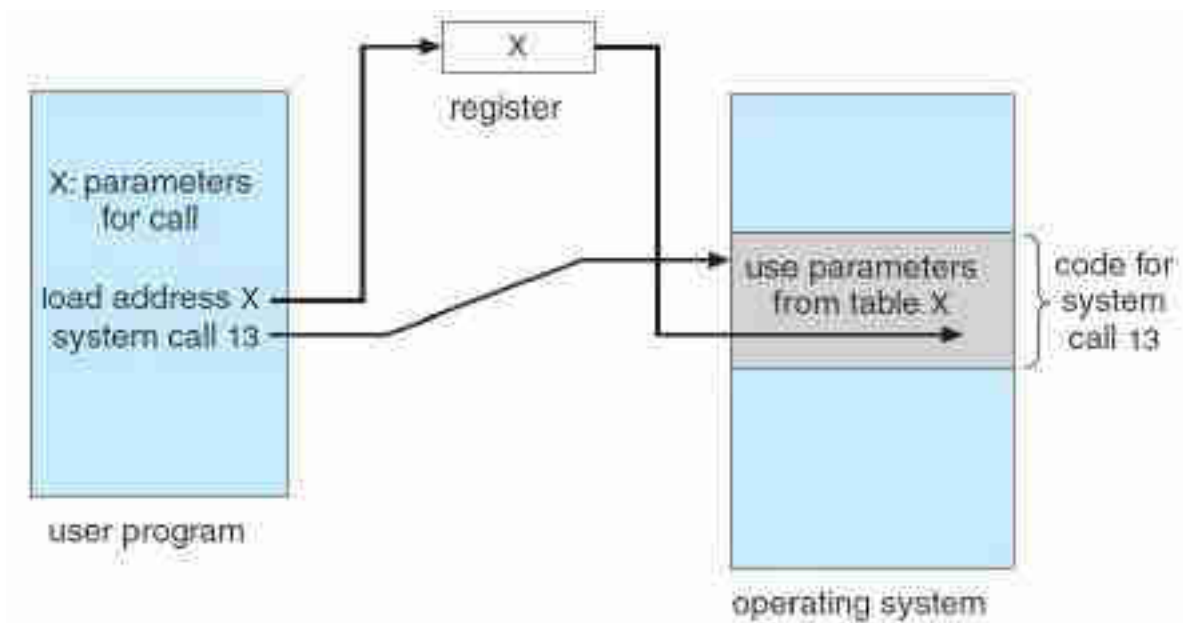 X
register
X: parameters
for call
load address X
system call 13
user program
use parameters
from table X
code for
system
call 13
operating system